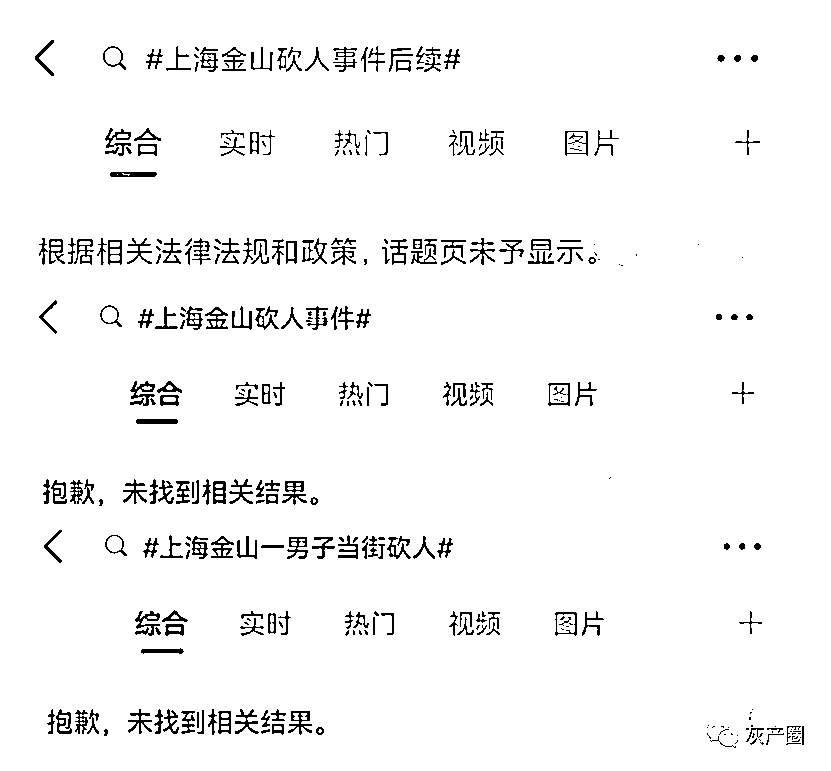 #上海金山砍人事件后续#
综合 实时 热门 视频 图片
根据相关法律法规和政策，话题页未予显示。
#上海金山砍人事件#
综合 实时 热门 视频 图片
抱歉，未找到相关结果。
#上海金山一男子当街砍人#
综合 实时 热门 视频 图片
抱歉，未找到相关结果。
灰产圈